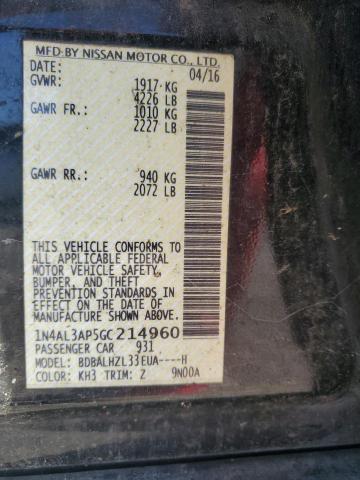 MFD BY NISSAN MOTOR CO., LTD.
DATE: 04/16
GVWR: 1917 KG
4226 LB
GAWR FR.: 1010 KG
2227 LB
GAWR RR.: 940 KG
2072 LB
THIS VEHICLE CONFORMS TO
ALL APPLICABLE FEDERAL
MOTOR VEHICLE SAFETY,
BUMPER, AND THEFT
PREVENTION STANDARDS IN
EFFECT ON THE DATE OF
MANUFACTURE SHOWN ABOVE.
1N4AL3AP5GC214960
PASSENGER CAR 931
MODEL: BDBALHZL33EUA----H
COLOR: KH3 TRIM: Z 9N00A